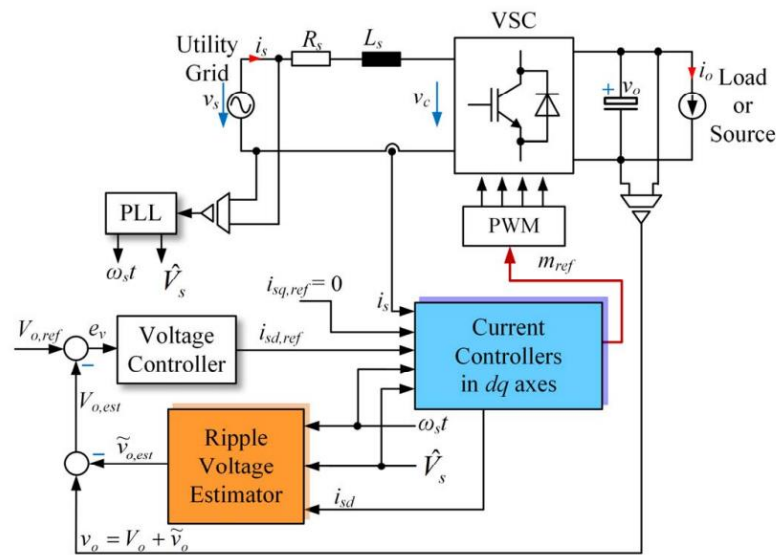 VSC
Utility
Grid
i_s
R_s
L_s
v_s
v_c
+
v_o
i_o
Load
or
Source
PLL
PWM
ω_s t
V̂_s
m_ref
i_sq,ref = 0
i_s
V_o,ref
e_v
Voltage
Controller
i_sd,ref
Current
Controllers
in dq axes
V_o,est
ṽ_o,est
Ripple
Voltage
Estimator
ω_s t
V̂_s
i_sd
v_o = V_o + ṽ_o